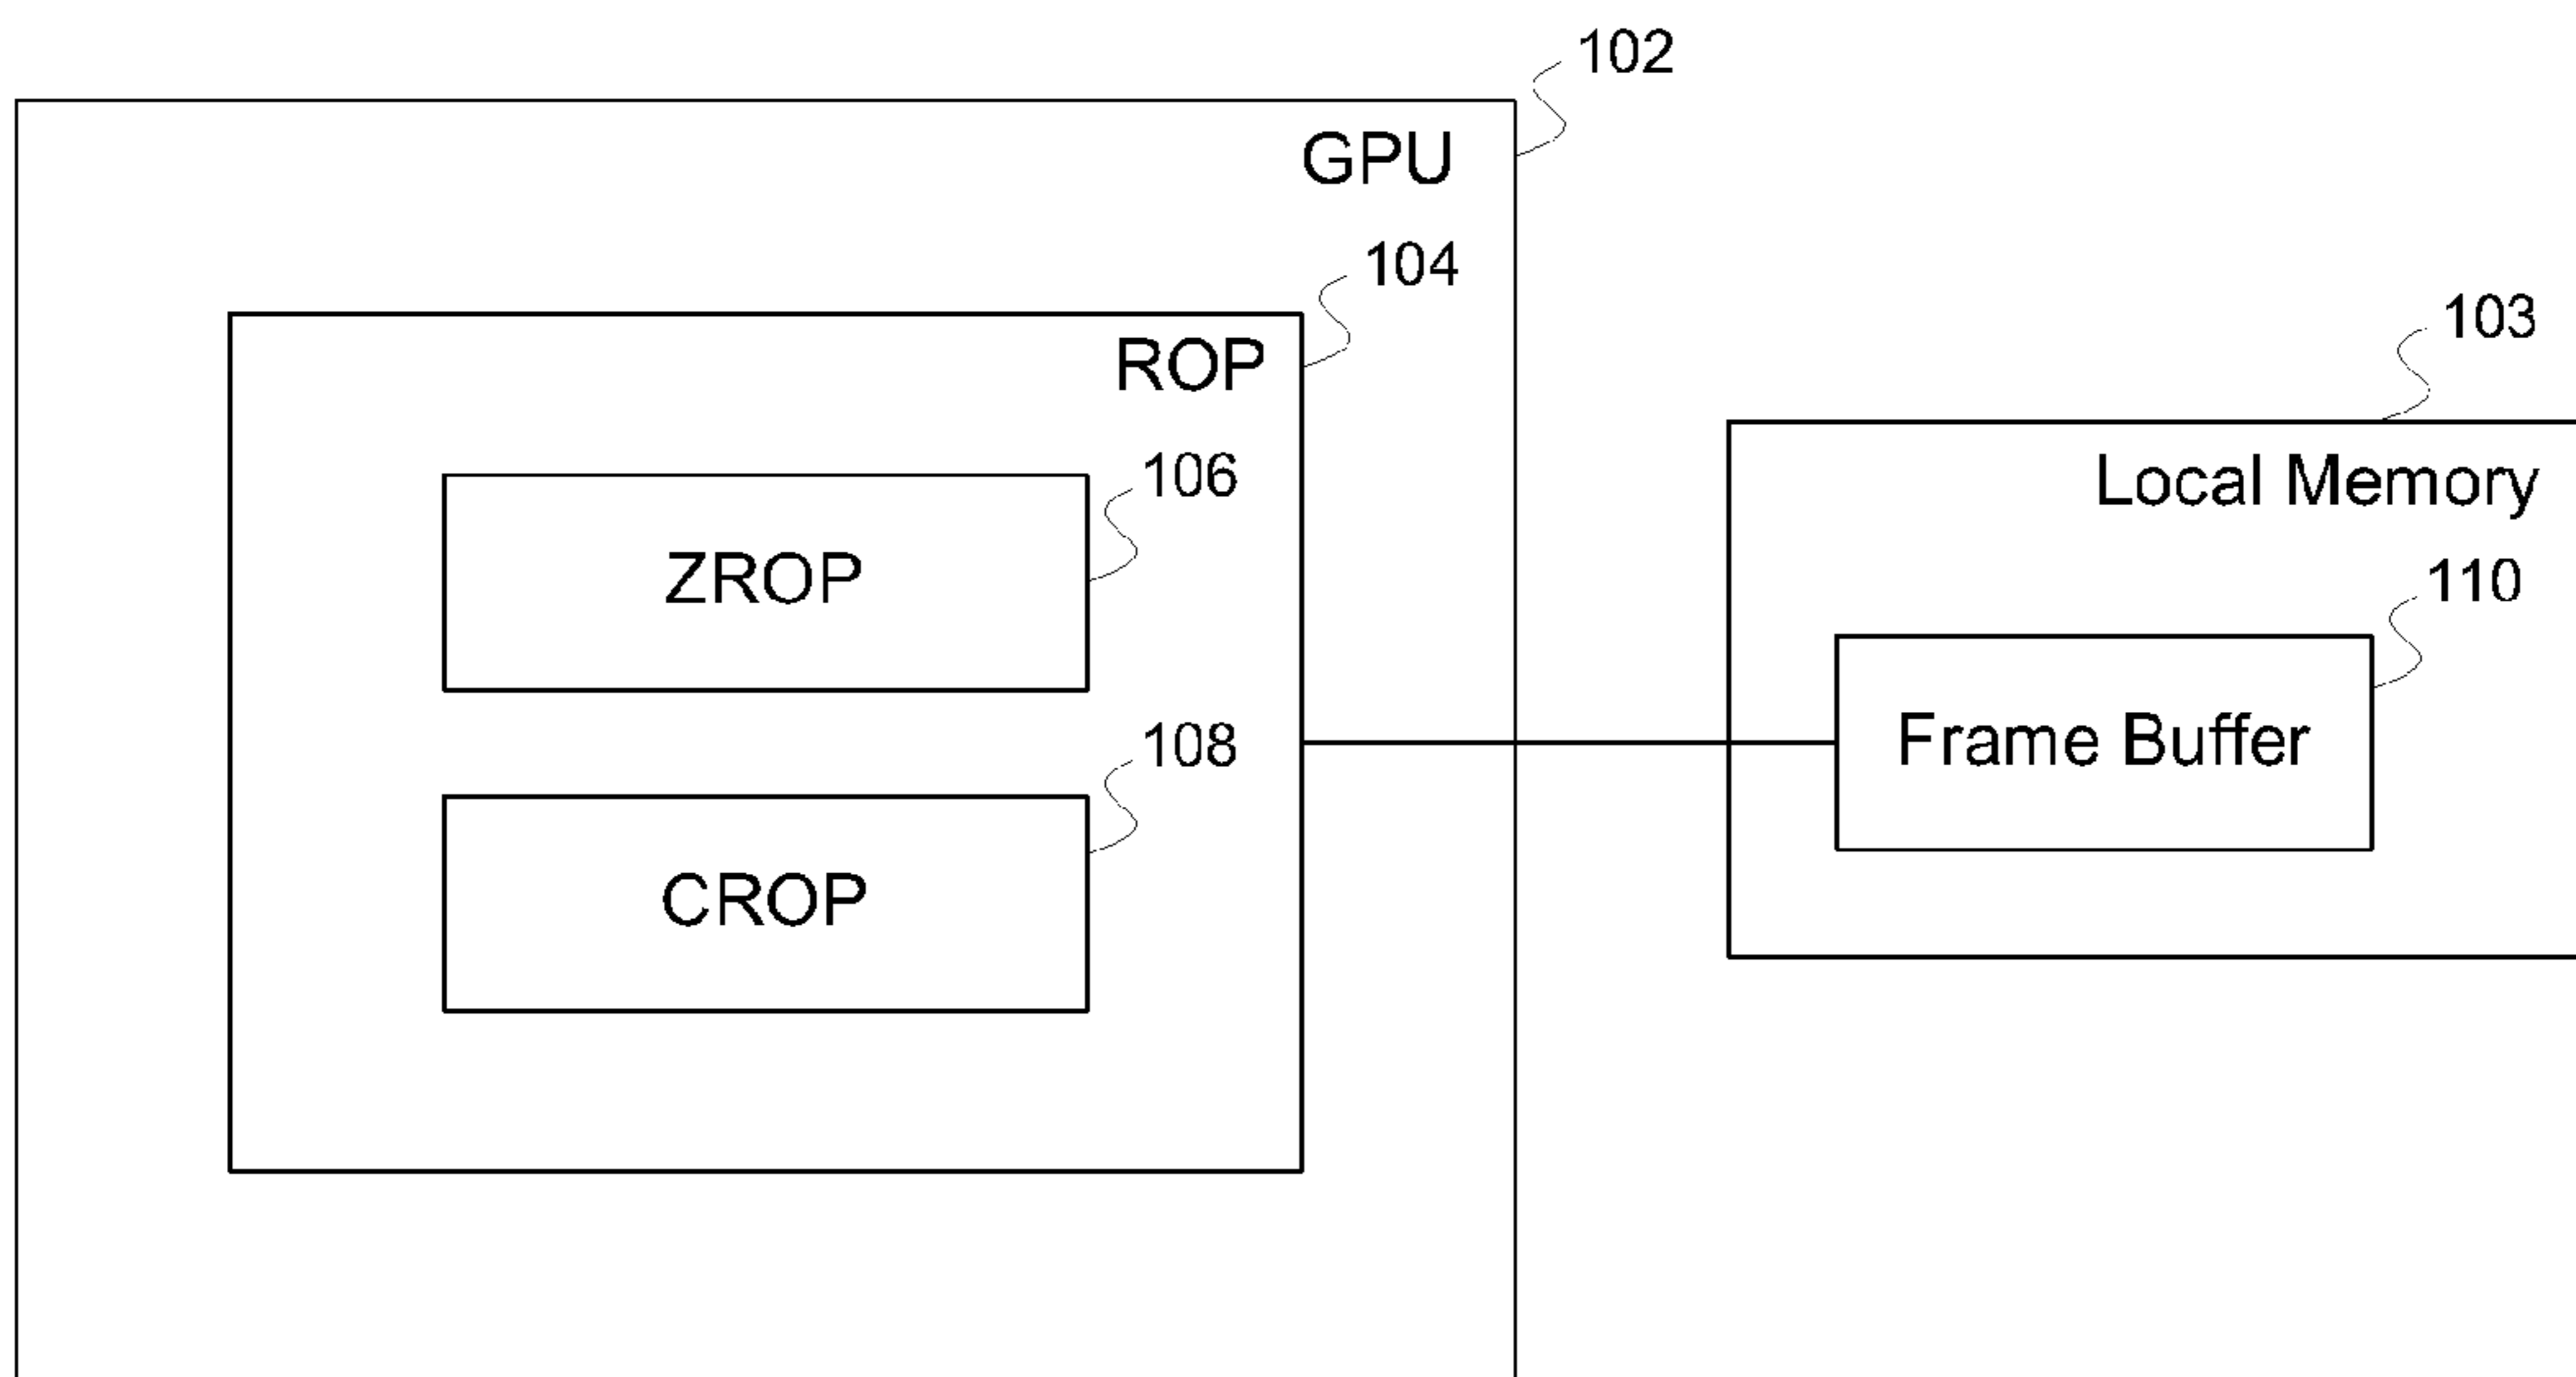 102
GPU
104
ROP
103
Local Memory
106
ZROP
110
Frame Buffer
108
CROP